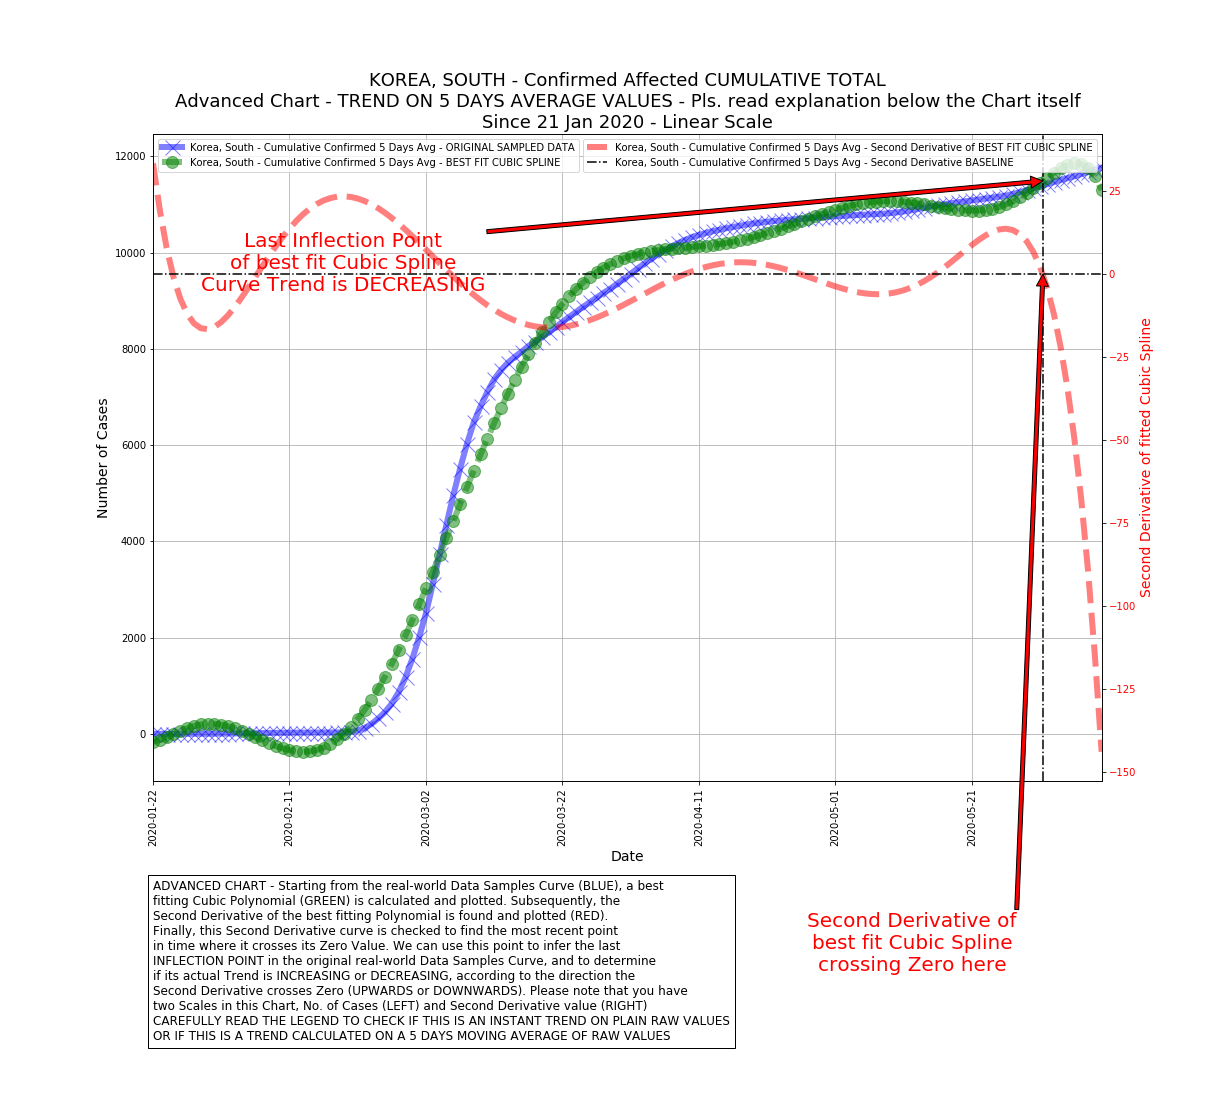 KOREA, SOUTH - Confirmed Affected CUMULATIVE TOTAL
Advanced Chart - TREND ON 5 DAYS AVERAGE VALUES - Pls. read explanation below the Chart itself
Since 21 Jan 2020 - Linear Scale
Korea, South - Cumulative Confirmed 5 Days Avg - ORIGINAL SAMPLED DATA
Korea, South - Cumulative Confirmed 5 Days Avg - BEST FIT CUBIC SPLINE
Korea, South - Cumulative Confirmed 5 Days Avg - Second Derivative of BEST FIT CUBIC SPLINE
Korea, South - Cumulative Confirmed 5 Days Avg - Second Derivative BASELINE
Last Inflection Point
of best fit Cubic Spline
Curve Trend is DECREASING
Number of Cases
12000
10000
8000
6000
4000
2000
0
25
0
−25
−50
−75
−100
−125
−150
Second Derivative of fitted Cubic Spline
2020-01-22
2020-02-11
2020-03-02
2020-03-22
2020-04-11
2020-05-01
2020-05-21
Date
ADVANCED CHART - Starting from the real-world Data Samples Curve (BLUE), a best
fitting Cubic Polynomial (GREEN) is calculated and plotted. Subsequently, the
Second Derivative of the best fitting Polynomial is found and plotted (RED).
Finally, this Second Derivative curve is checked to find the most recent point
in time where it crosses its Zero Value. We can use this point to infer the last
INFLECTION POINT in the original real-world Data Samples Curve, and to determine
if its actual Trend is INCREASING or DECREASING, according to the direction the
Second Derivative crosses Zero (UPWARDS or DOWNWARDS). Please note that you have
two Scales in this Chart, No. of Cases (LEFT) and Second Derivative value (RIGHT)
CAREFULLY READ THE LEGEND TO CHECK IF THIS IS AN INSTANT TREND ON PLAIN RAW VALUES
OR IF THIS IS A TREND CALCULATED ON A 5 DAYS MOVING AVERAGE OF RAW VALUES
Second Derivative of
best fit Cubic Spline
crossing Zero here